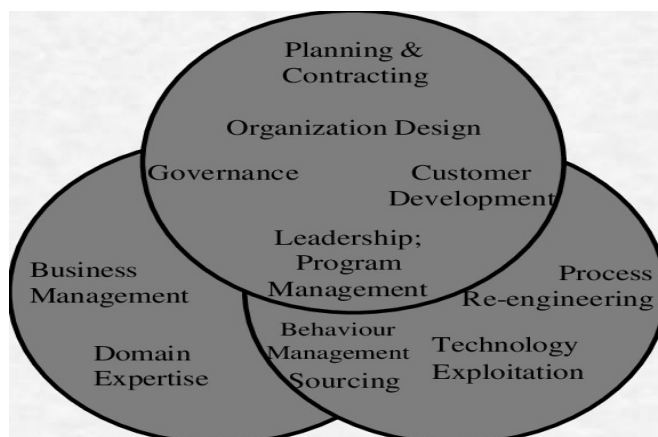 Planning &
Contracting
Organization Design
Governance
Customer
Development
Leadership;
Program
Management
Business
Management
Process
Re-engineering
Behaviour
Management
Sourcing
Domain
Expertise
Technology
Exploitation